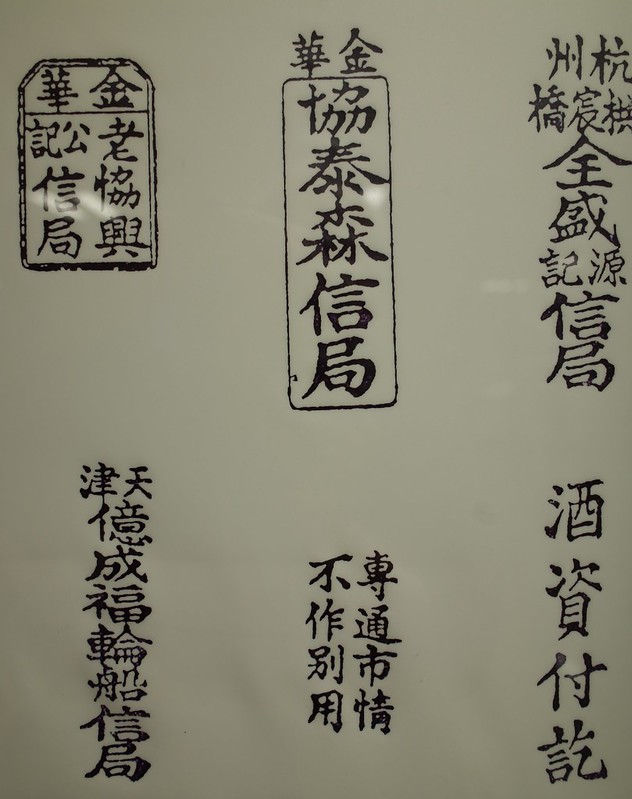 杭州
拱宸橋
全盛
源記
信局
金華
協泰森信局
金華
老協興
公記
信局
酒資付訖
專通市情
不作别用
天津
億成福輪船信局